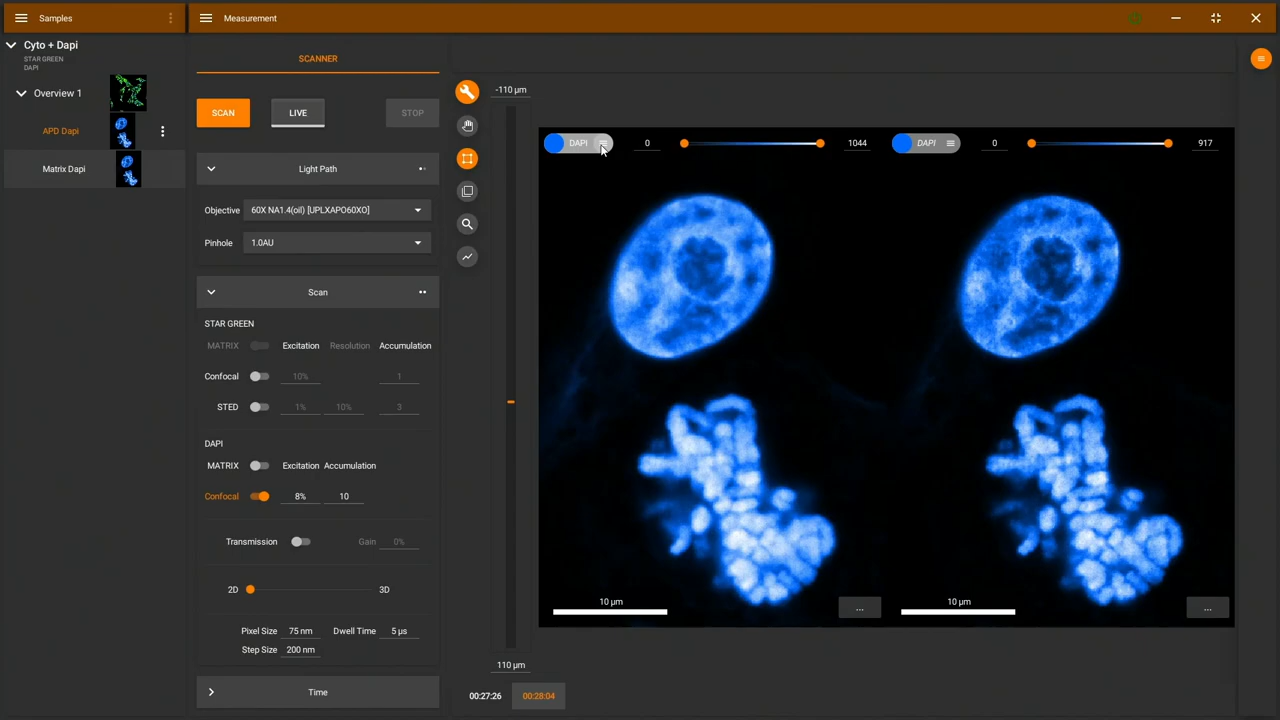 Samples
Measurement
Cyto + Dapi
STAR GREEN
DAPI
Overview 1
APD Dapi
Matrix Dapi
SCANNER
SCAN
LIVE
STOP
Light Path
Objective
60X NA1.4(oil) [UPLXAPO60XO]
Pinhole
1.0AU
Scan
STAR GREEN
MATRIX
Excitation
Resolution
Accumulation
Confocal
10%
1
STED
1%
10%
3
DAPI
MATRIX
Excitation
Accumulation
Confocal
8%
10
Transmission
Gain
0%
2D
3D
Pixel Size
75 nm
Dwell Time
5 µs
Step Size
200 nm
Time
-110 µm
110 µm
00:27:26
00:28:04
DAPI
0
1044
DAPI
0
917
10 µm
...
10 µm
...